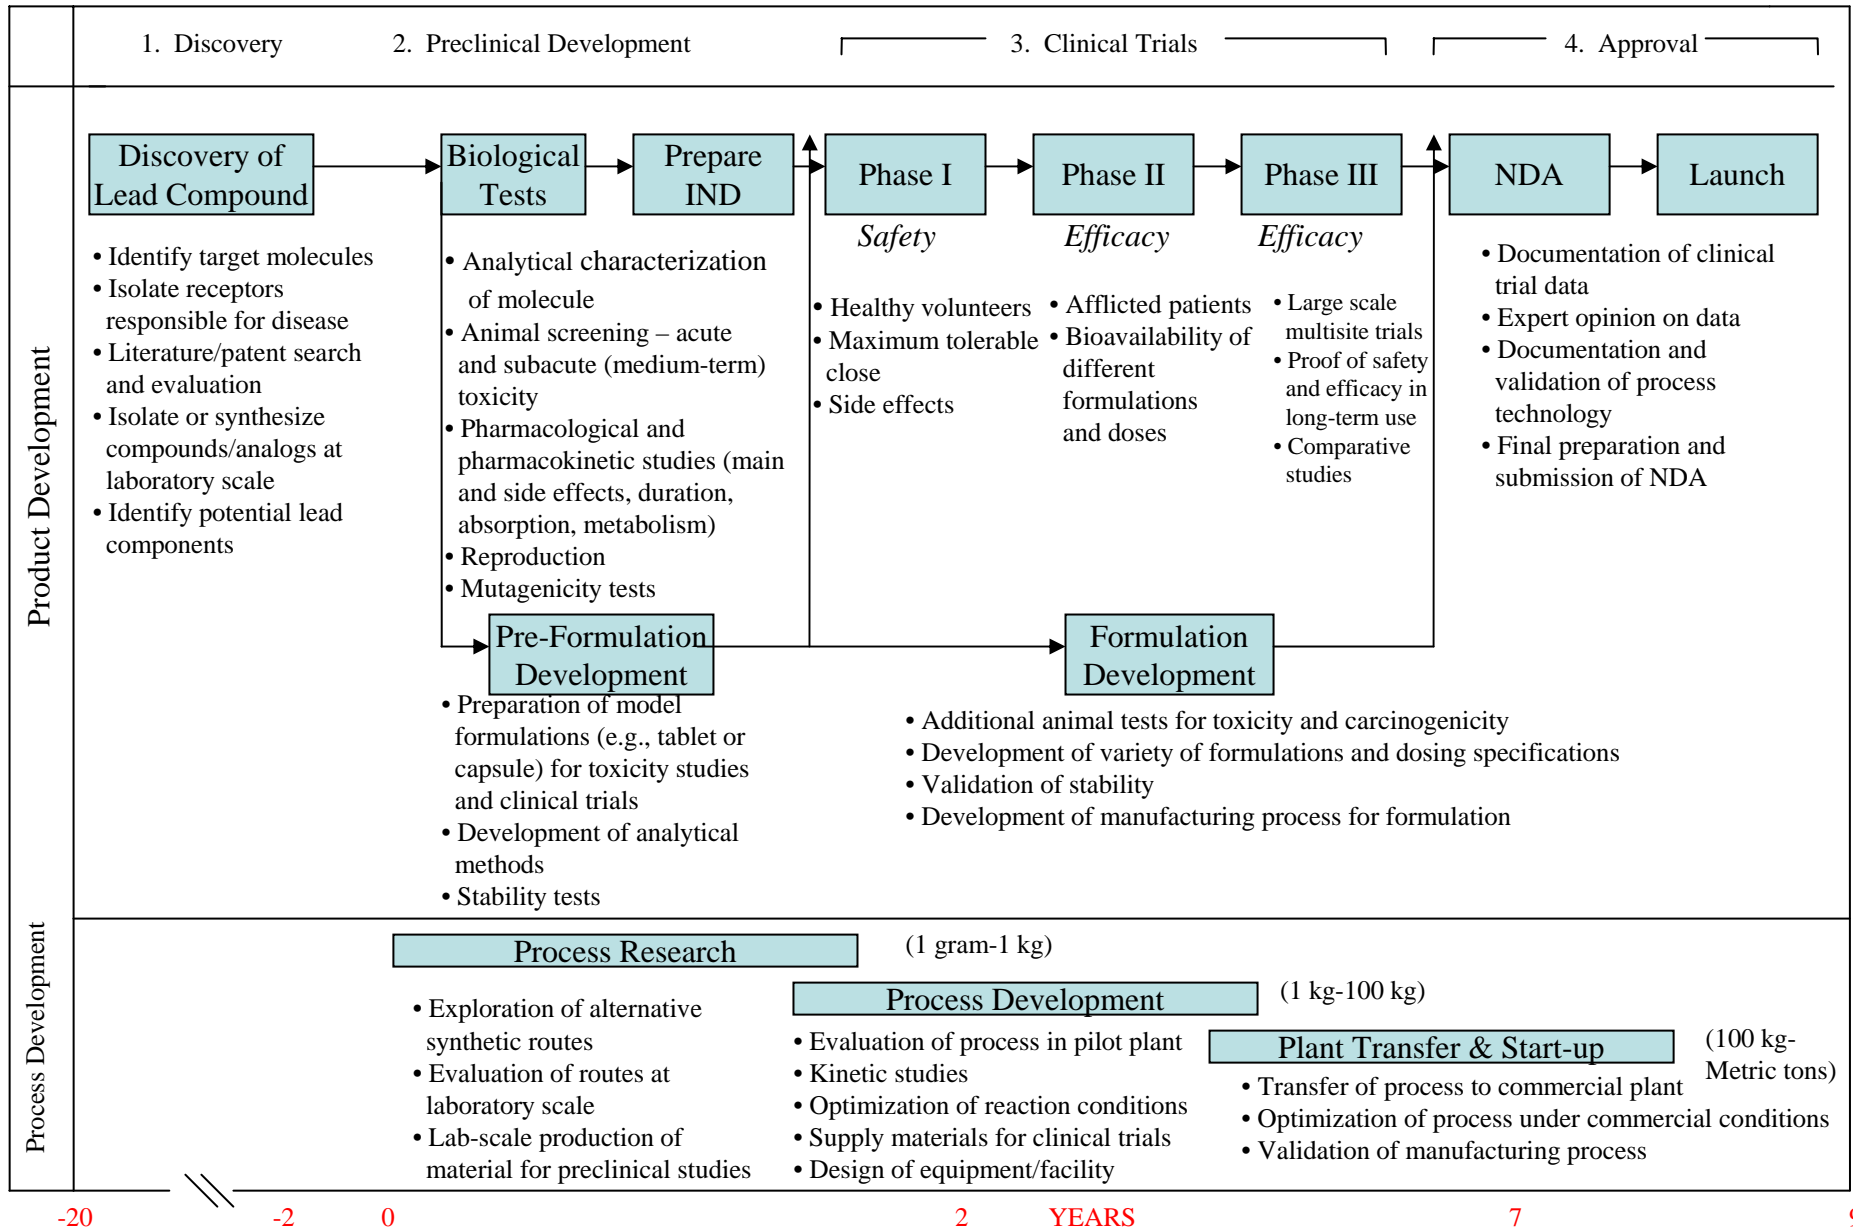 1. Discovery
2. Preclinical Development
3. Clinical Trials
4. Approval
Product Development
Discovery of
Lead Compound
Biological
Tests
Prepare
IND
Phase I
Phase II
Phase III
NDA
Launch
Safety
Efficacy
Efficacy
• Identify target molecules
• Isolate receptors
responsible for disease
• Literature/patent search
and evaluation
• Isolate or synthesize
compounds/analogs at
laboratory scale
• Identify potential lead
components
• Analytical characterization
of molecule
• Animal screening – acute
and subacute (medium-term)
toxicity
• Pharmacological and
pharmacokinetic studies (main
and side effects, duration,
absorption, metabolism)
• Reproduction
• Mutagenicity tests
• Healthy volunteers
• Maximum tolerable
close
• Side effects
• Afflicted patients
• Bioavailability of
different
formulations
and doses
• Large scale
multisite trials
• Proof of safety
and efficacy in
long-term use
• Comparative
studies
• Documentation of clinical
trial data
• Expert opinion on data
• Documentation and
validation of process
technology
• Final preparation and
submission of NDA
Pre-Formulation
Development
• Preparation of model
formulations (e.g., tablet or
capsule) for toxicity studies
and clinical trials
• Development of analytical
methods
• Stability tests
Formulation
Development
• Additional animal tests for toxicity and carcinogenicity
• Development of variety of formulations and dosing specifications
• Validation of stability
• Development of manufacturing process for formulation
Process Development
Process Research
(1 gram-1 kg)
• Exploration of alternative
synthetic routes
• Evaluation of routes at
laboratory scale
• Lab-scale production of
material for preclinical studies
Process Development
(1 kg-100 kg)
• Evaluation of process in pilot plant
• Kinetic studies
• Optimization of reaction conditions
• Supply materials for clinical trials
• Design of equipment/facility
Plant Transfer & Start-up
(100 kg-
Metric tons)
• Transfer of process to commercial plant
• Optimization of process under commercial conditions
• Validation of manufacturing process
-20 -2 0 2 YEARS 7 9